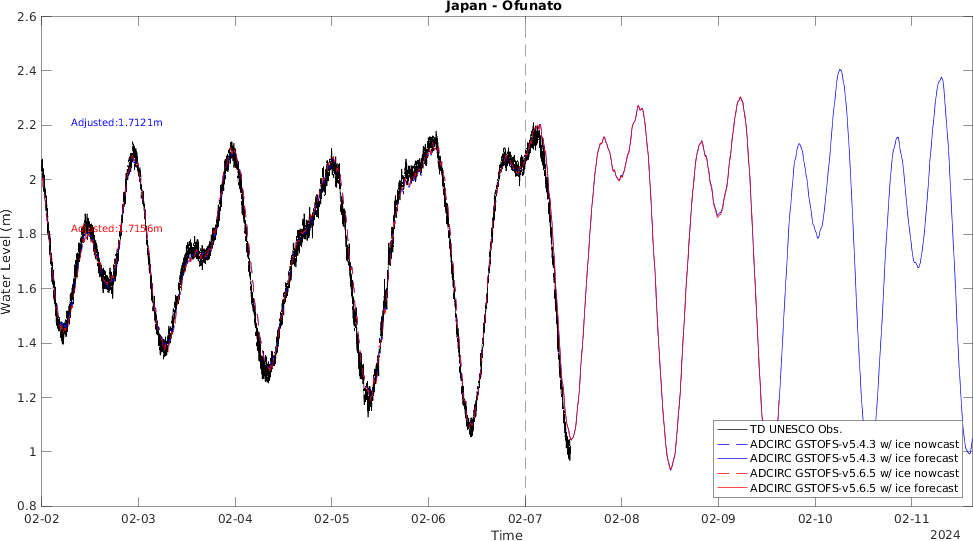 Japan - Ofunato
Water Level (m)
2.6
2.4
2.2
2
1.8
1.6
1.4
1.2
1
0.8
Adjusted:1.7121m
Adjusted:1.7156m
TD UNESCO Obs.
ADCIRC GSTOFS-v5.4.3 w/ ice nowcast
ADCIRC GSTOFS-v5.4.3 w/ ice forecast
ADCIRC GSTOFS-v5.6.5 w/ ice nowcast
ADCIRC GSTOFS-v5.6.5 w/ ice forecast
02-02 02-03 02-04 02-05 02-06 02-07 02-08 02-09 02-10 02-11
Time
2024